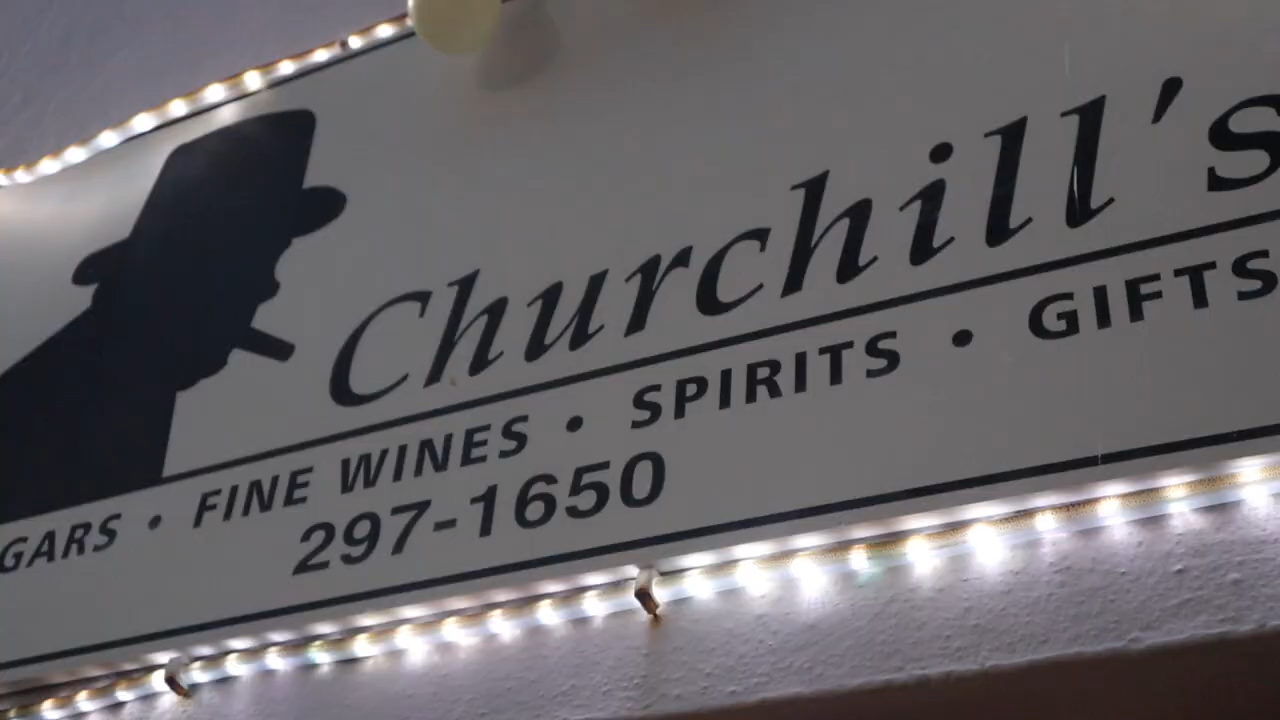 Churchill's
GARS • FINE WINES • SPIRITS • GIFTS
297-1650